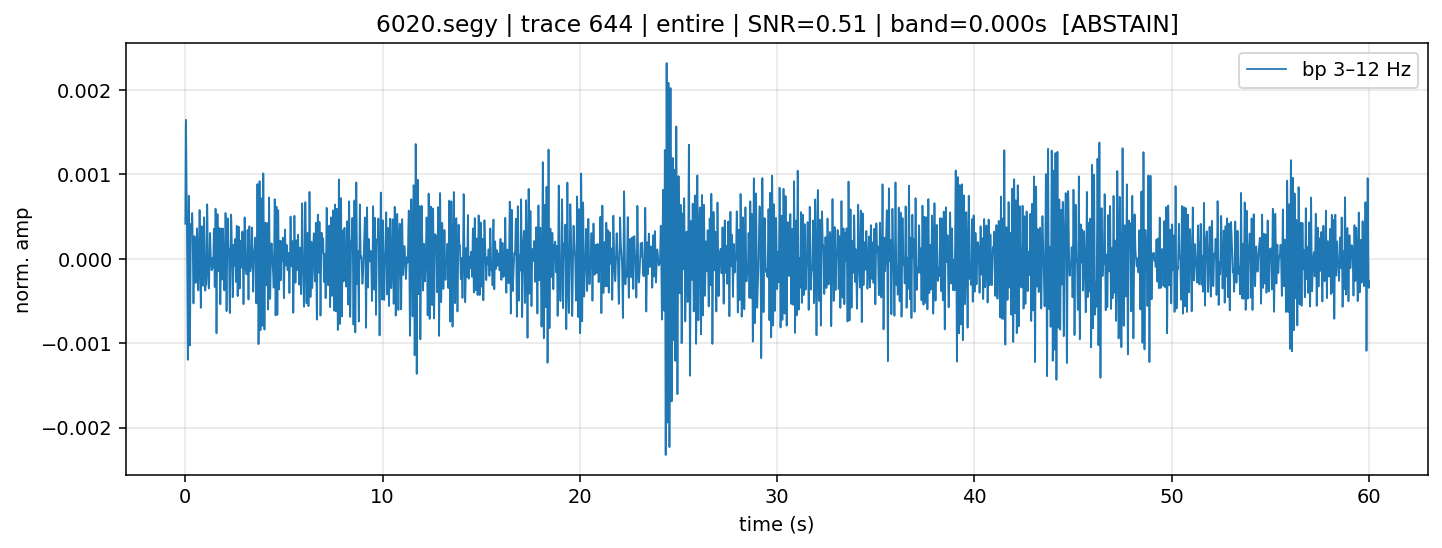 6020.segy | trace 644 | entire | SNR=0.51 | band=0.000s  [ABSTAIN]
bp 3–12 Hz
norm. amp
0.002
0.001
0.000
−0.001
−0.002
0 10 20 30 40 50 60
time (s)